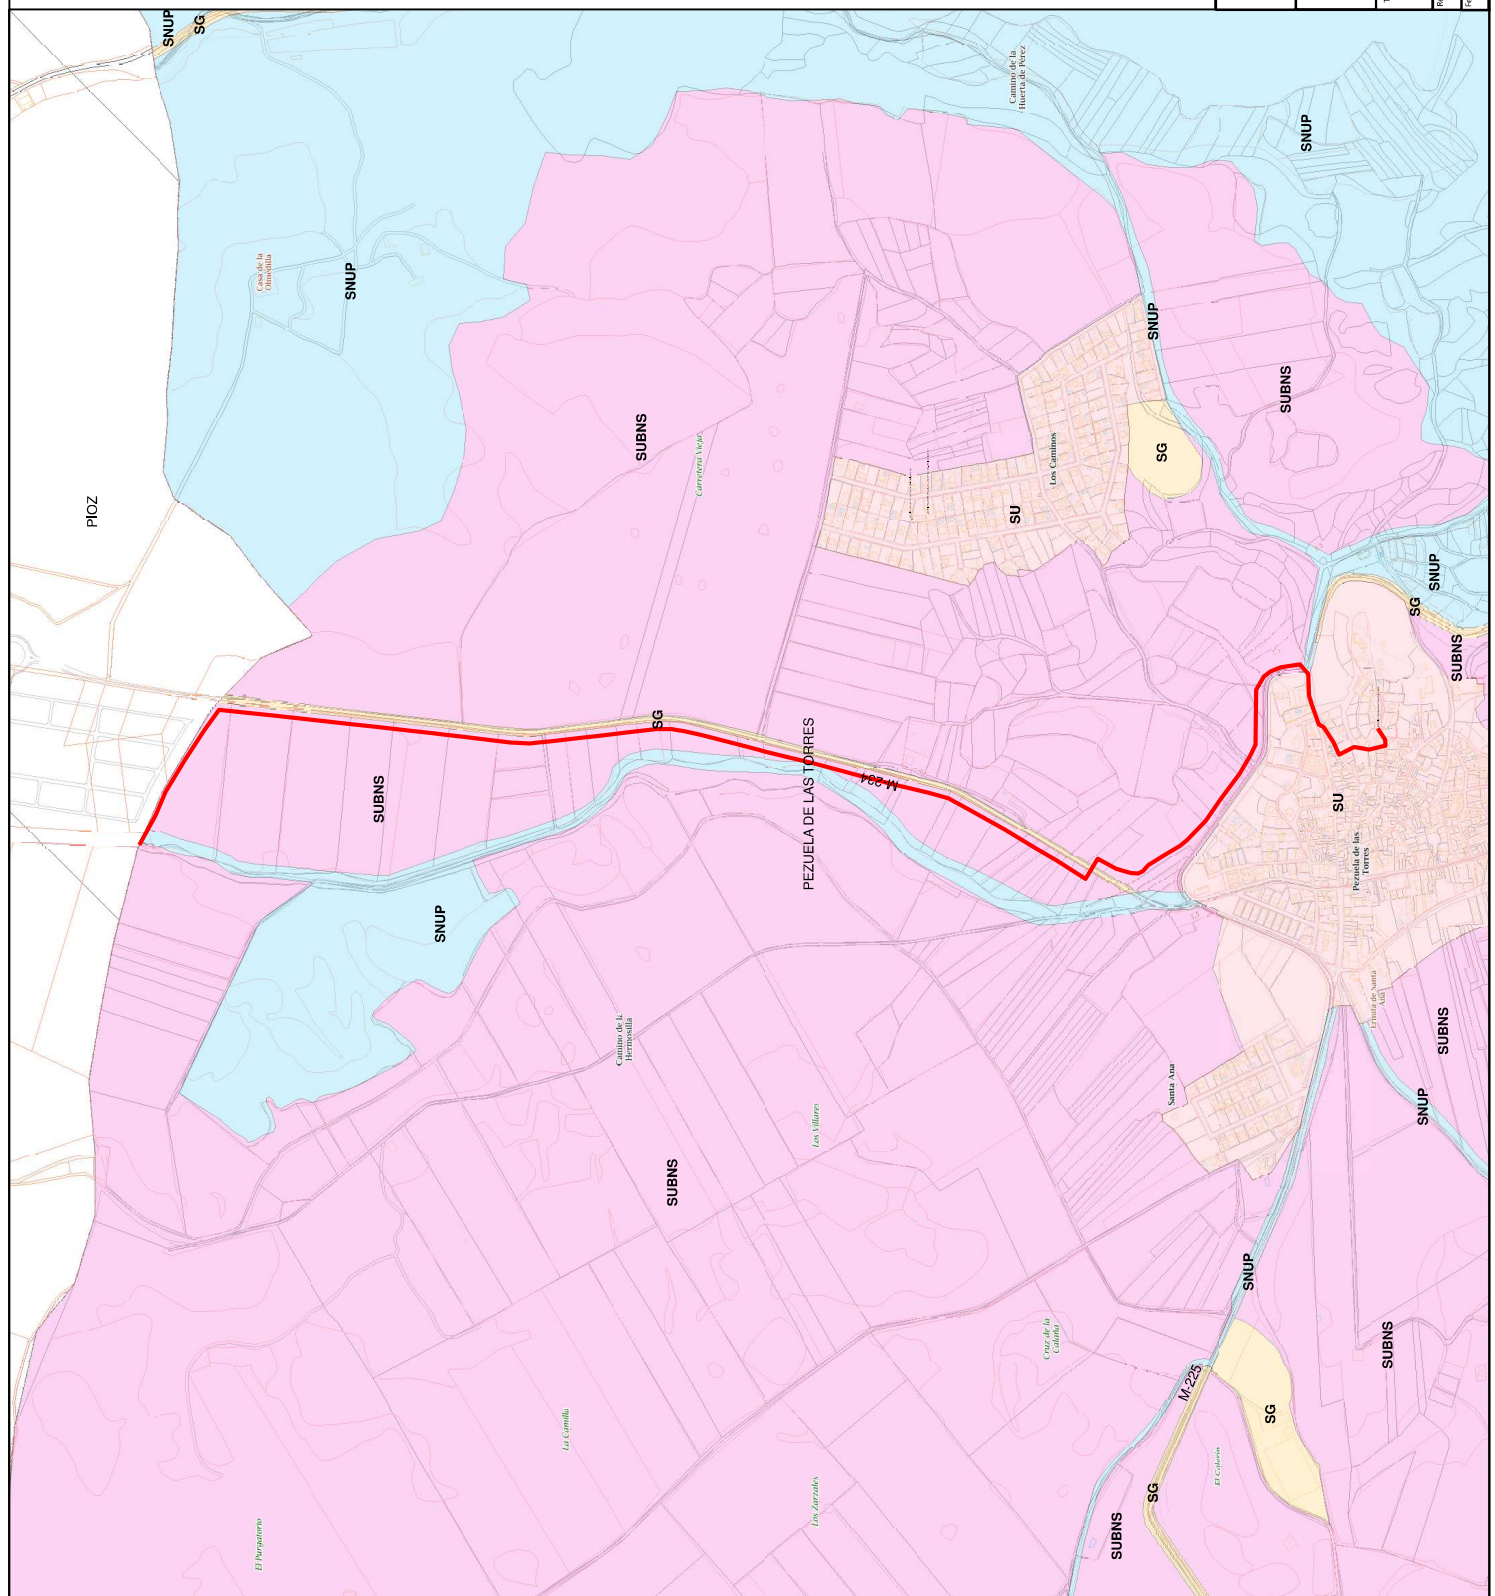 SNUP
SG
Camino de la
Huerta de Pérez
SNUP
Casa de la
Olmedilla
SNUP
SNUP
SUBNS
SUBNS
Carretera Vieja
SG
Los Caminos
PIOZ
SU
SNUP
SG
SUBNS
SG
PEZUELA DE LAS TORRES
M-234
SUBNS
SU
Pezuela de las
Torres
SNUP
Ermita de Santa
Ana
SUBNS
Camino de la
Hermosilla
Santa Ana
SNUP
Los Villares
SUBNS
SNUP
Cruz de la
Calaña
SUBNS
M-225
SG
La Camilla
El Calerín
SG
Los Zarzales
SUBNS
El Purgatorio